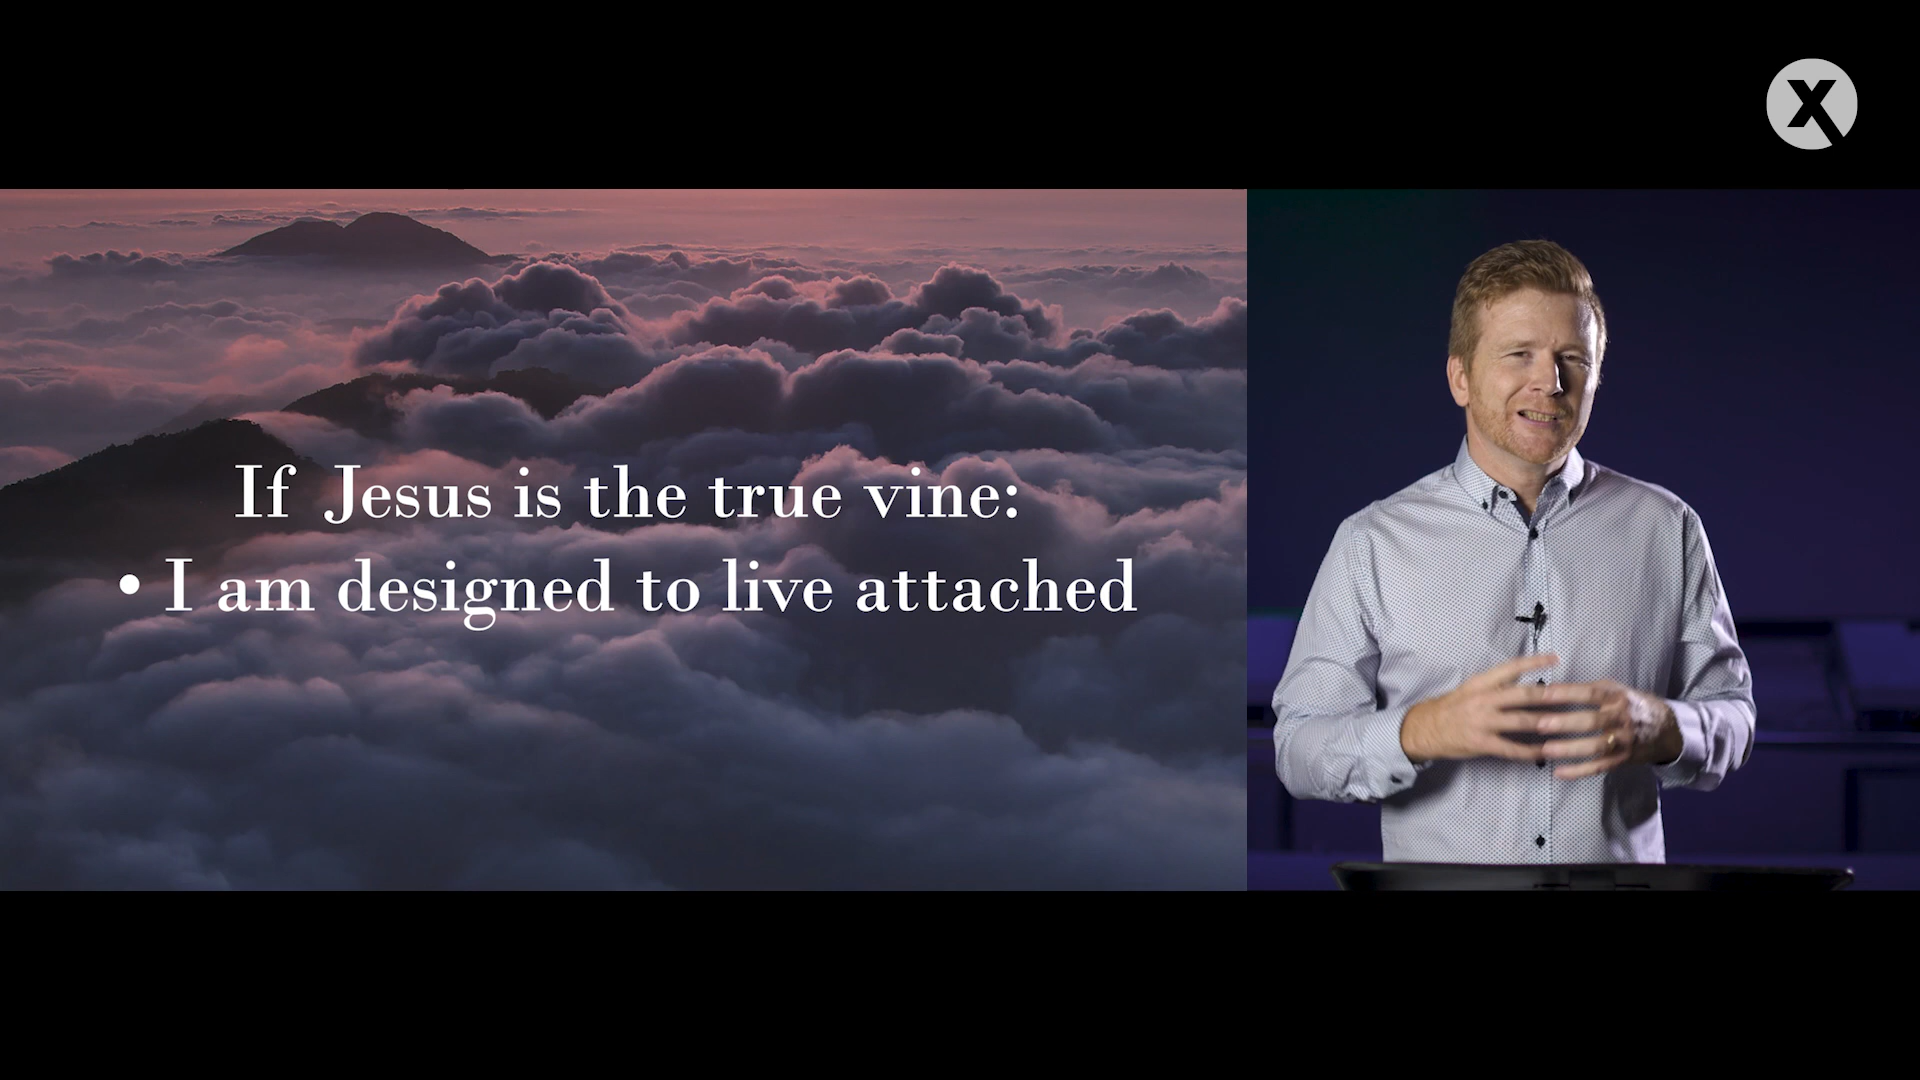 X
If Jesus is the true vine:
• I am designed to live attached